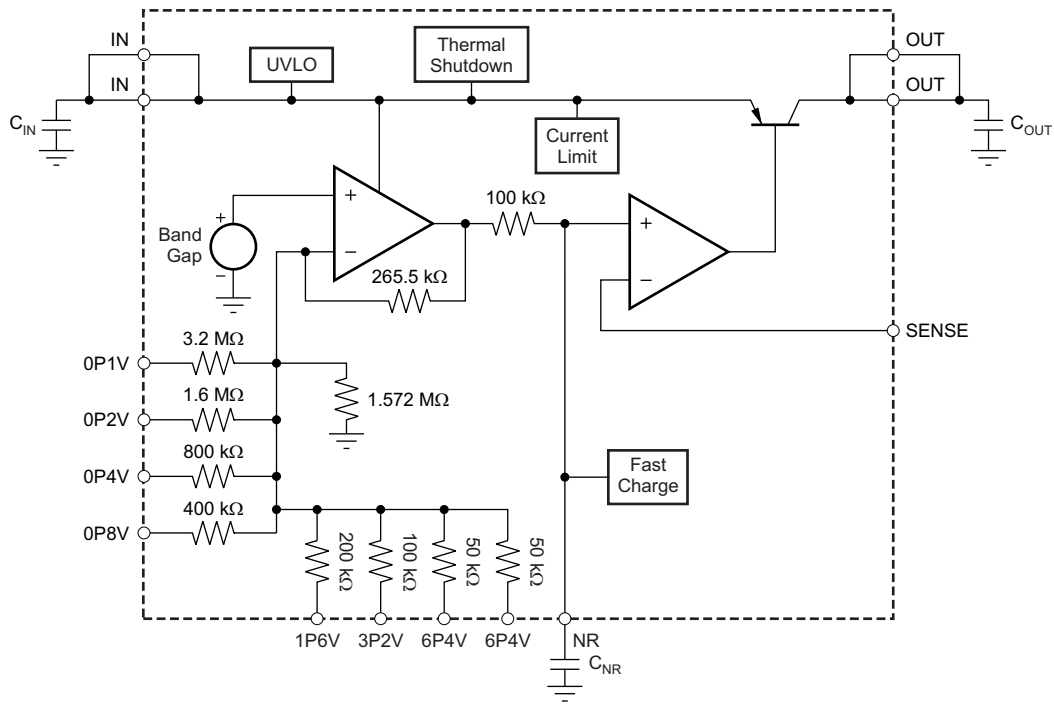 IN
OUT
UVLO
Thermal
Shutdown
IN
OUT
C_IN
Current
Limit
C_OUT
100 kΩ
+
+
+
Band
Gap
−
−
−
265.5 kΩ
SENSE
3.2 MΩ
0P1V
1.572 MΩ
1.6 MΩ
0P2V
800 kΩ
0P4V
Fast
Charge
400 kΩ
0P8V
200 kΩ
100 kΩ
50 kΩ
50 kΩ
1P6V
3P2V
6P4V
6P4V
NR
C_NR